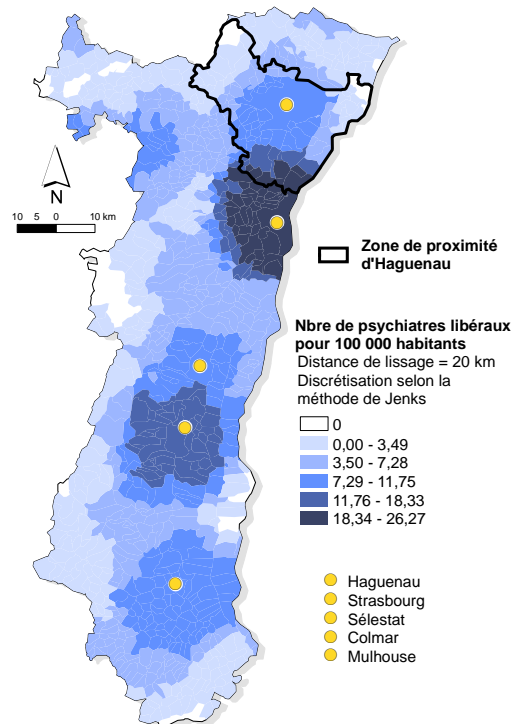 N
10 5 0 10 km
Zone de proximité
d'Haguenau
Nbre de psychiatres libéraux
pour 100 000 habitants
Distance de lissage = 20 km
Discrétisation selon la
méthode de Jenks
0
0,00 - 3,49
3,50 - 7,28
7,29 - 11,75
11,76 - 18,33
18,34 - 26,27
Haguenau
Strasbourg
Sélestat
Colmar
Mulhouse